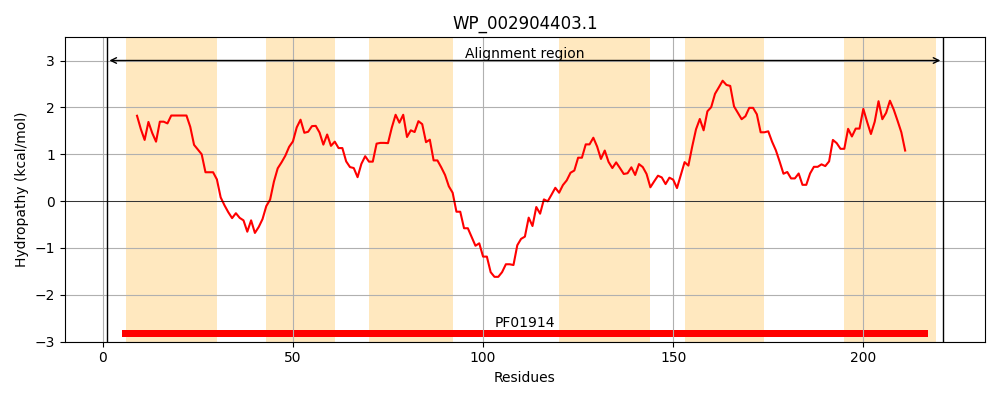 WP_002904403.1
Alignment region
3
2
1
0
−1
−2
−3
Hydropathy (kcal/mol)
PF01914
0
50
100
150
200
Residues